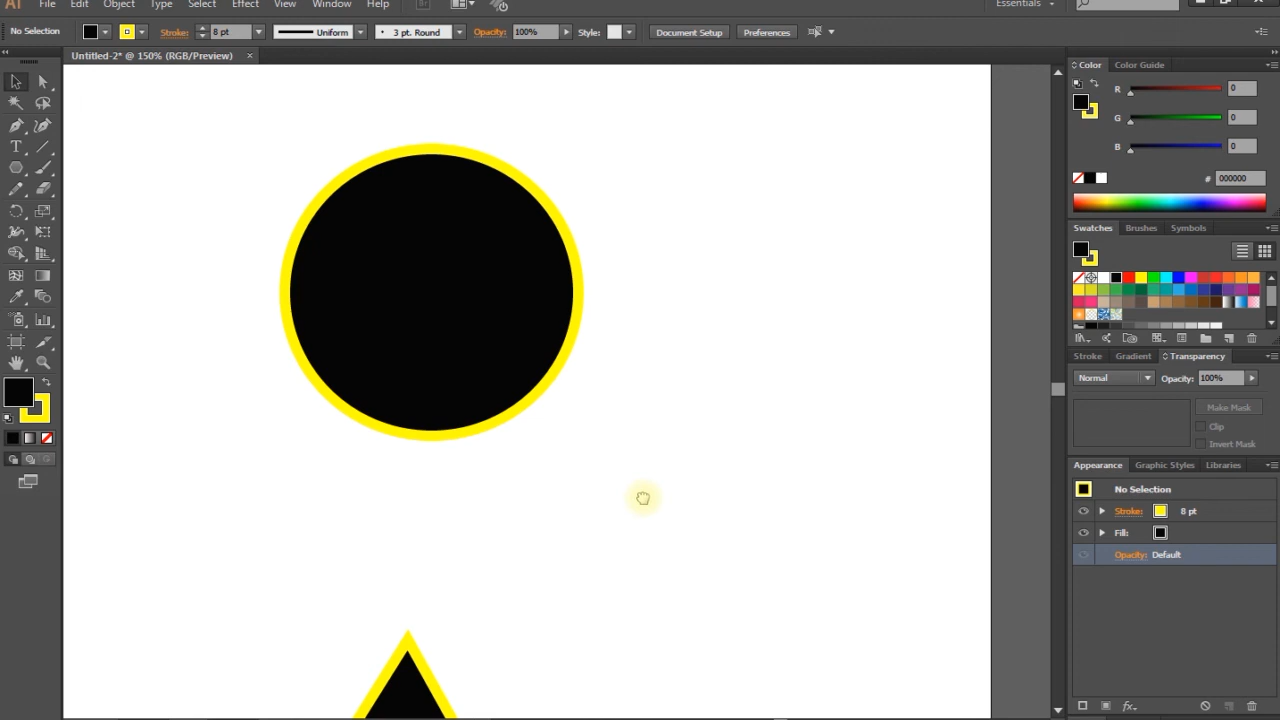 Ai File Edit Object Type Select Effect View Window Help Br Essentials
No Selection Stroke: 8 pt Uniform • 3 pt. Round Opacity: 100% Style: Document Setup Preferences
Untitled-2* @ 150% (RGB/Preview) ×
Color Color Guide
R 0
G 0
B 0
# 000000
Swatches Brushes Symbols
Stroke Gradient Transparency
Normal Opacity: 100%
Make Mask
Clip
Invert Mask
Appearance Graphic Styles Libraries
No Selection
Stroke: 8 pt
Fill:
Opacity: Default
fx